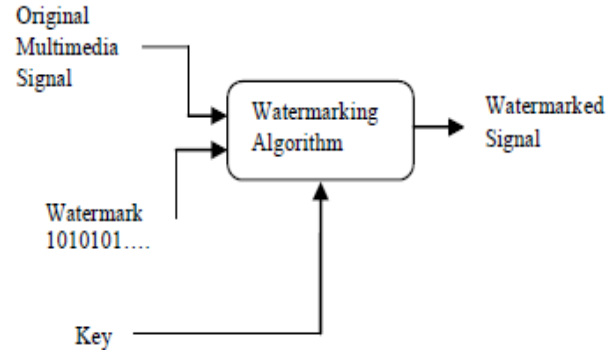 Original
Multimedia
Signal
Watermarking
Algorithm
Watermarked
Signal
Watermark
1010101....
Key